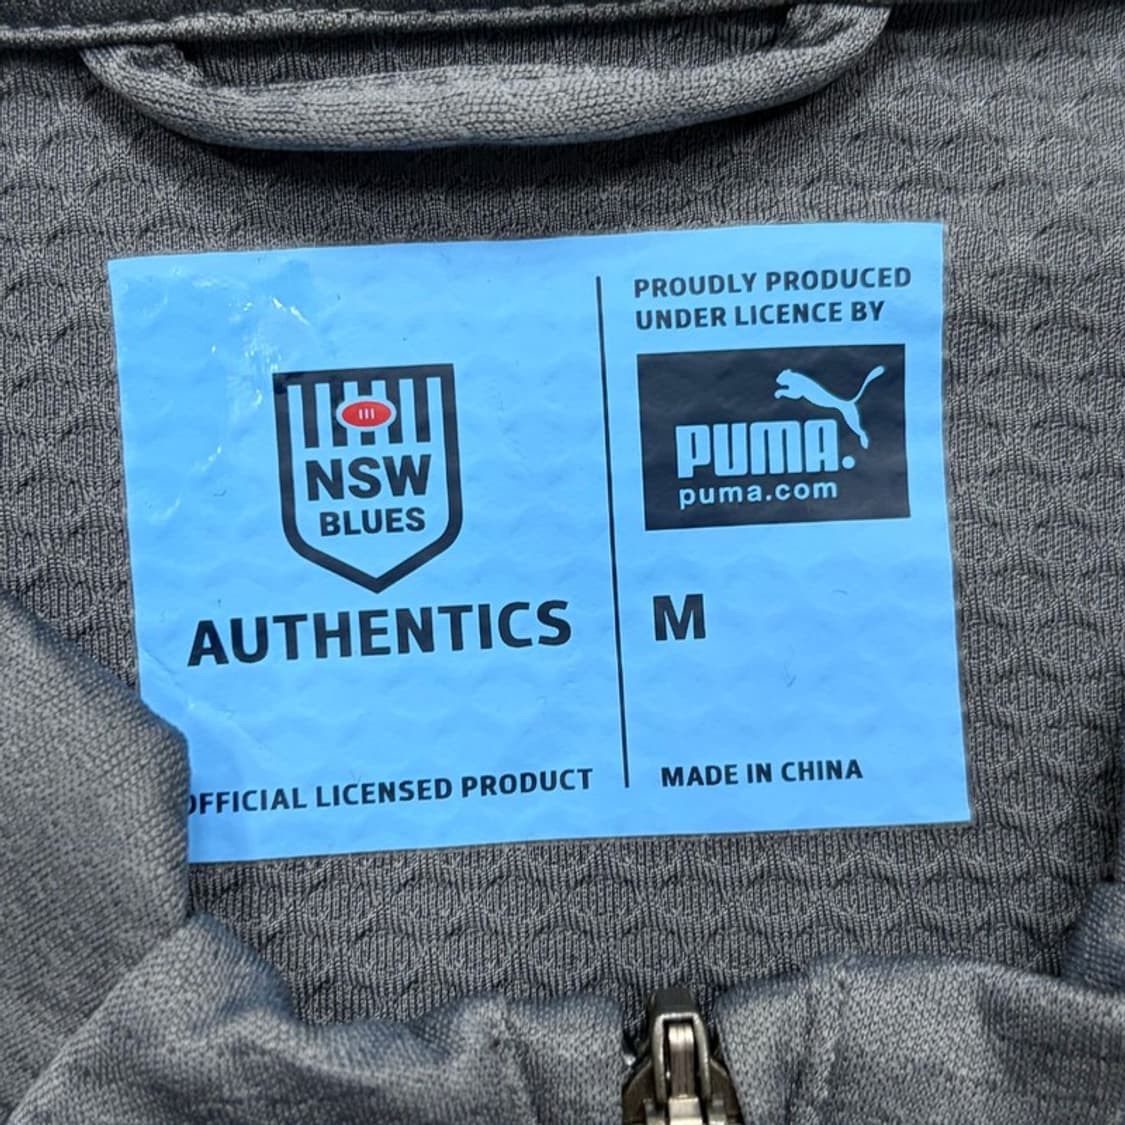 NSW
BLUES
AUTHENTICS
OFFICIAL LICENSED PRODUCT
PROUDLY PRODUCED
UNDER LICENCE BY
PUMA.
puma.com
M
MADE IN CHINA